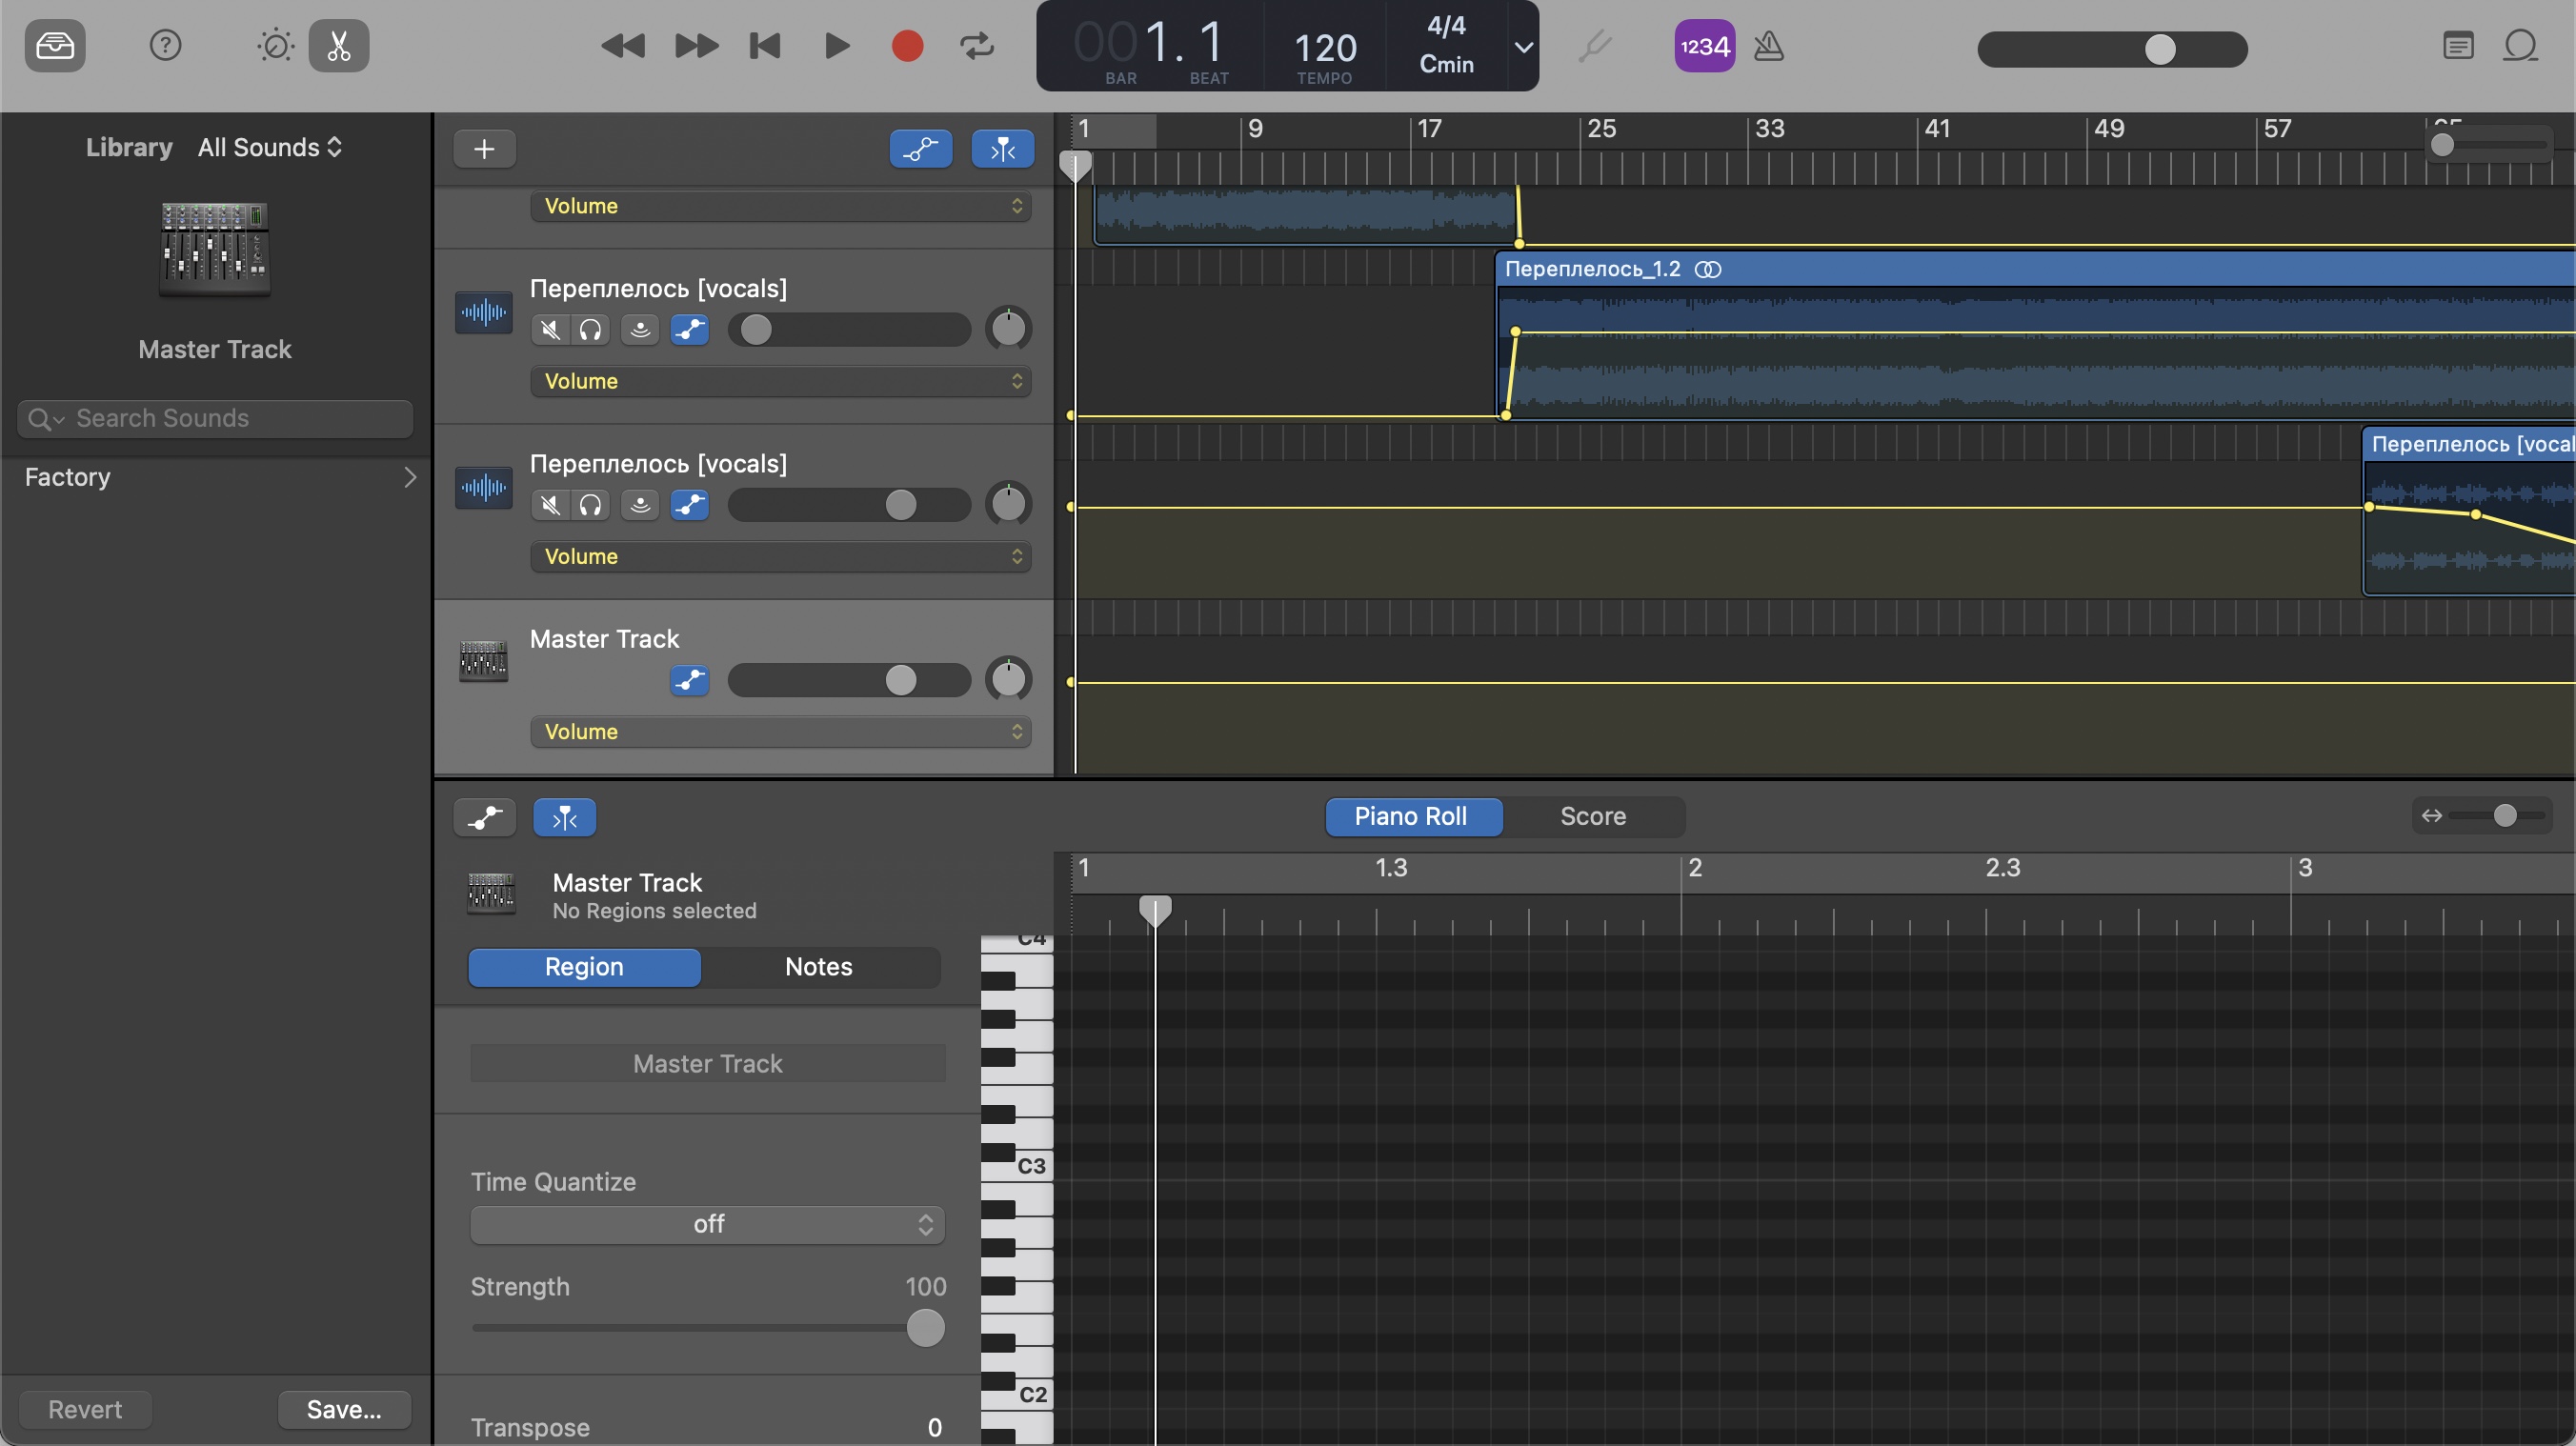 001. 1
BAR BEAT
120
TEMPO
4/4
Cmin
1234
Library All Sounds
Master Track
Search Sounds
Factory
Revert
Save...
1 9 17 25 33 41 49 57 65
Volume
Переплелось_1.2
Переплелось [vocals]
Volume
Переплелось [vocal
Переплелось [vocals]
Volume
Master Track
Volume
Piano Roll Score
Master Track
No Regions selected
1 1.3 2 2.3 3
Region Notes
Master Track
Time Quantize
off
Strength 100
Transpose 0
C4
C3
C2